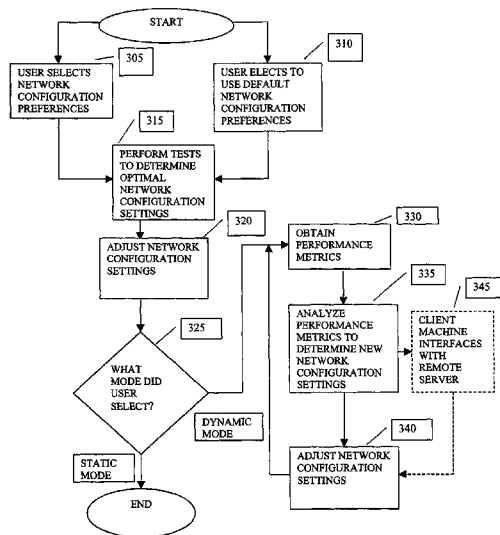 START
305
USER SELECTS
NETWORK
CONFIGURATION
PREFERENCES
310
USER ELECTS TO
USE DEFAULT
NETWORK
CONFIGURATION
PREFERENCES
315
PERFORM TESTS
TO DETERMINE
OPTIMAL
NETWORK
CONFIGURATION
SETTINGS
320
ADJUST NETWORK
CONFIGURATION
SETTINGS
325
WHAT
MODE DID
USER
SELECT?
STATIC
MODE
END
DYNAMIC
MODE
330
OBTAIN
PERFORMANCE
METRICS
335
ANALYZE
PERFORMANCE
METRICS TO
DETERMINE NEW
NETWORK
CONFIGURATION
SETTINGS
345
CLIENT
MACHINE
INTERFACES
WITH
REMOTE
SERVER
340
ADJUST NETWORK
CONFIGURATION
SETTINGS